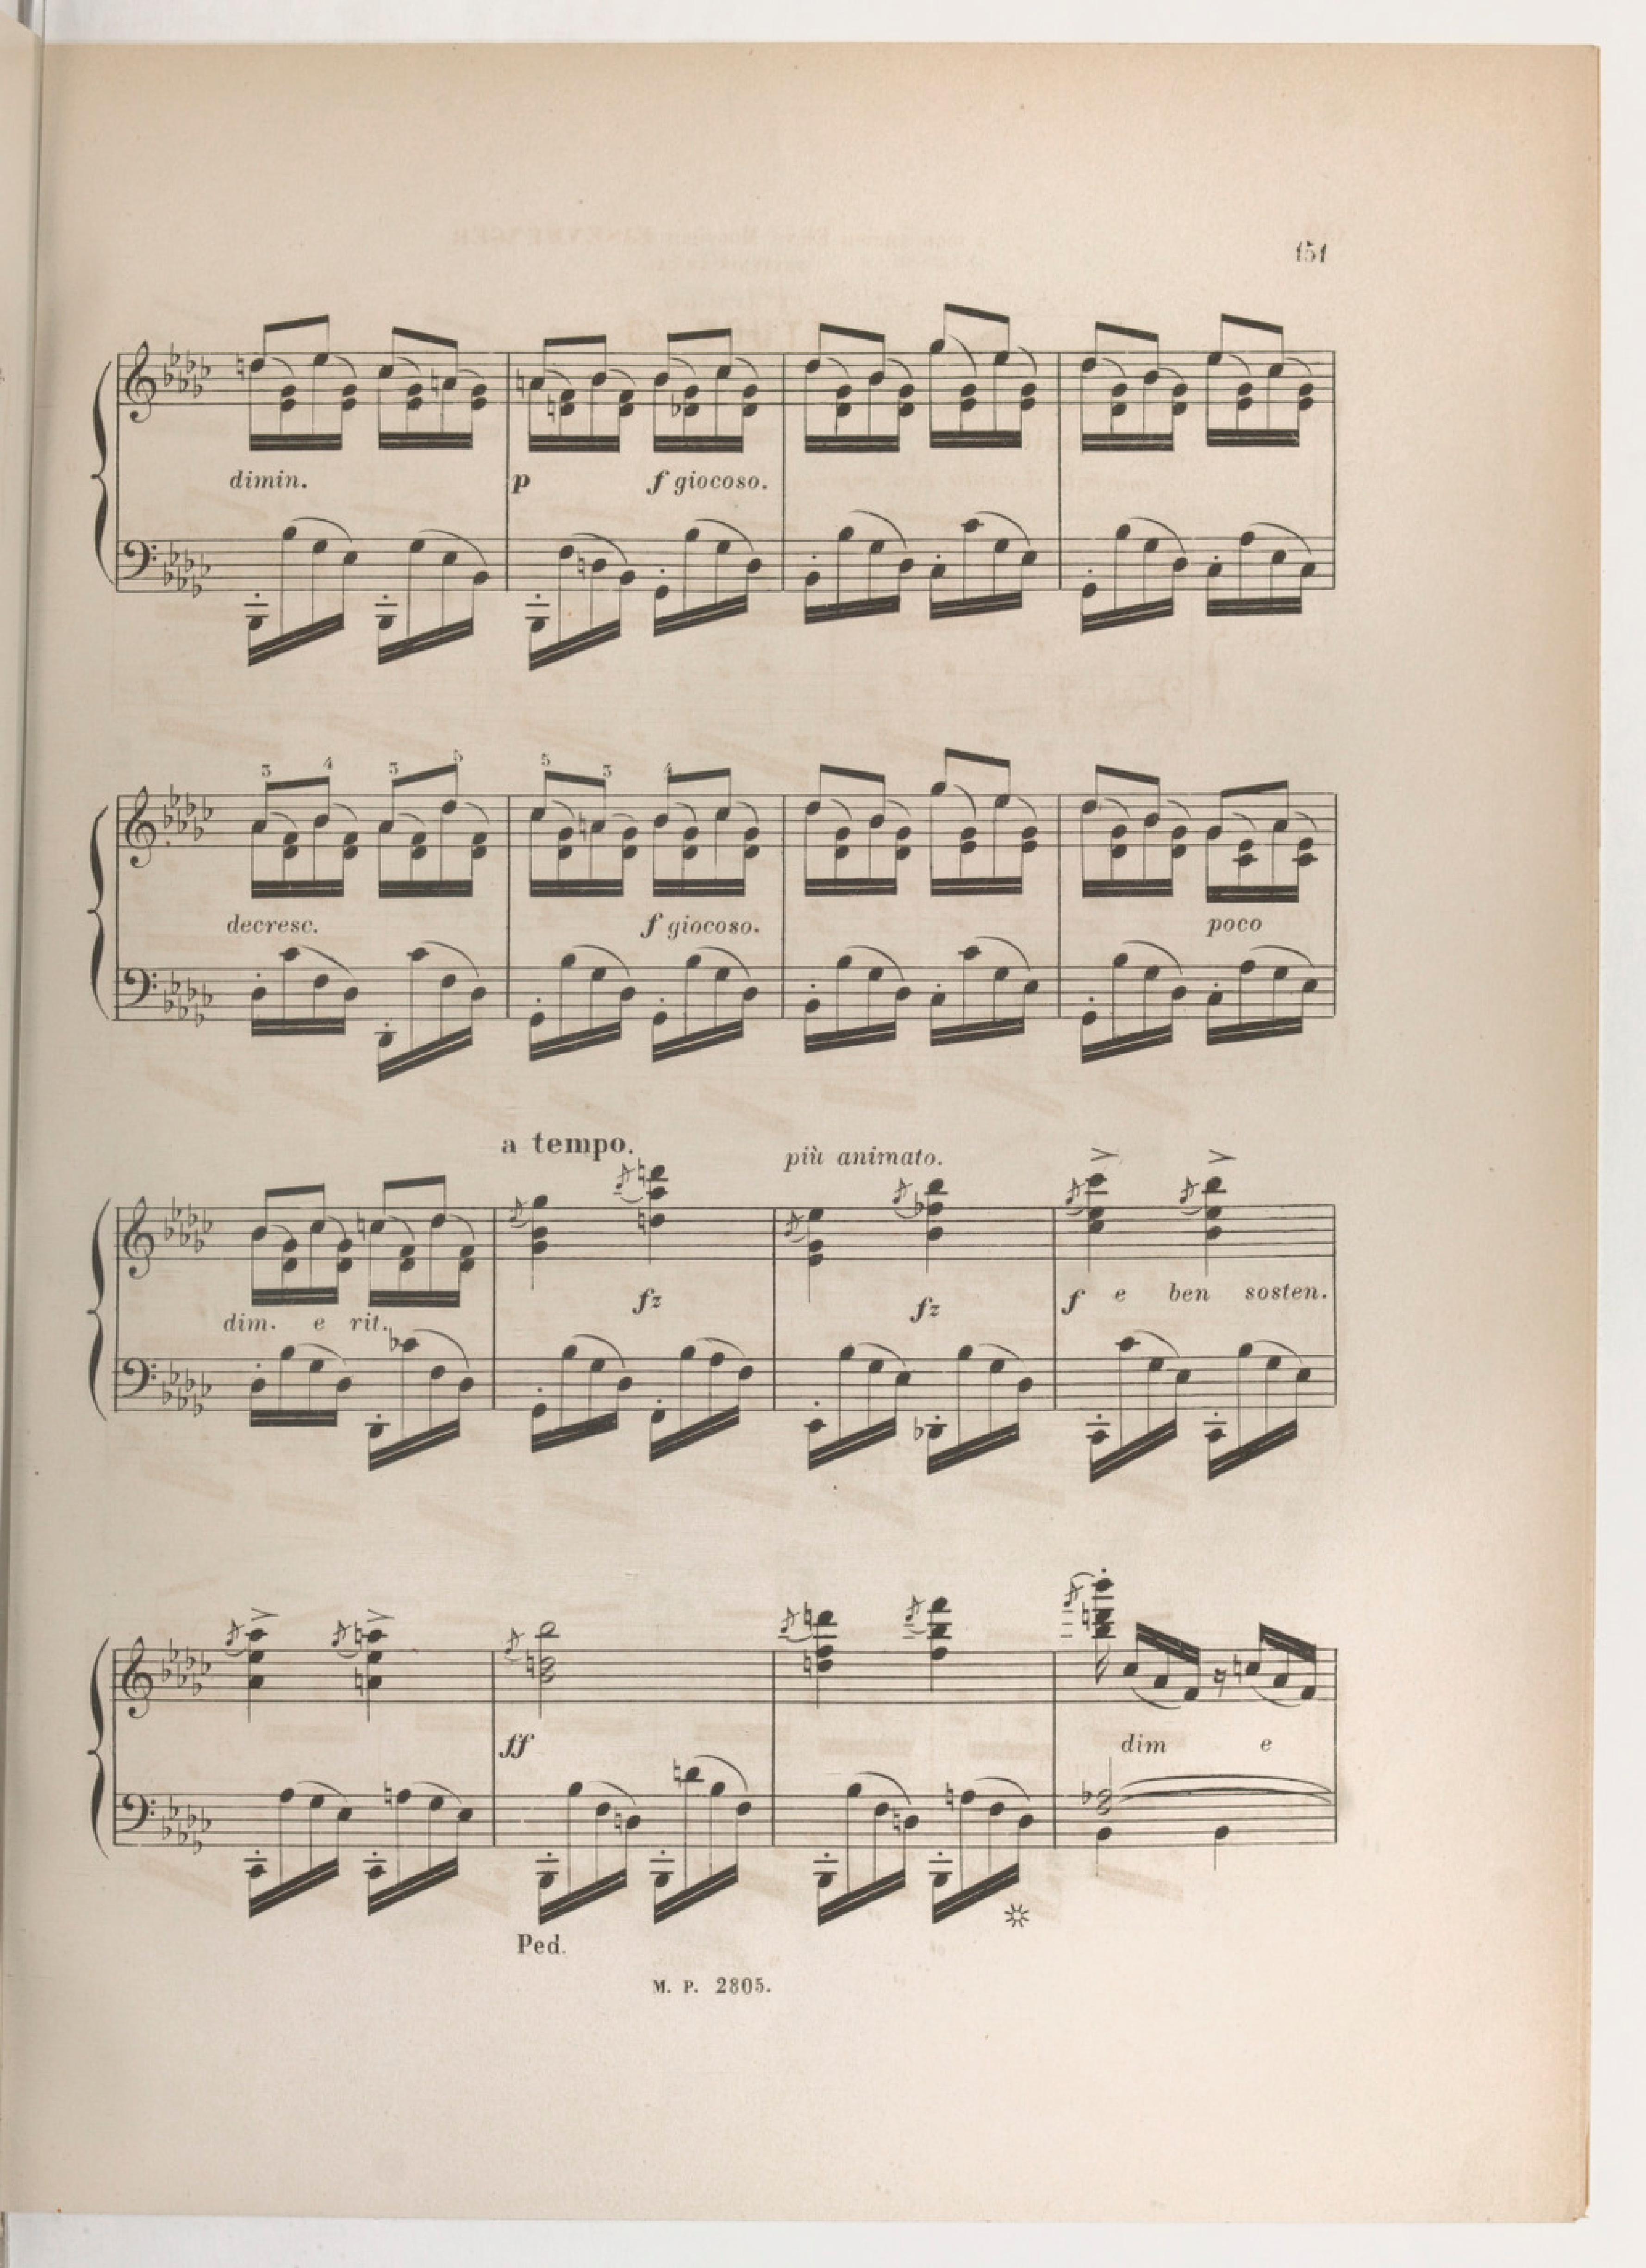 151
dimin. p f giocoso.
3 4 3 5 5 3 4
decresc. f giocoso. poco
a tempo. più animato.
fz fz f e ben sosten.
dim. e rit.
ff dim e
Ped.
M. P. 2805.